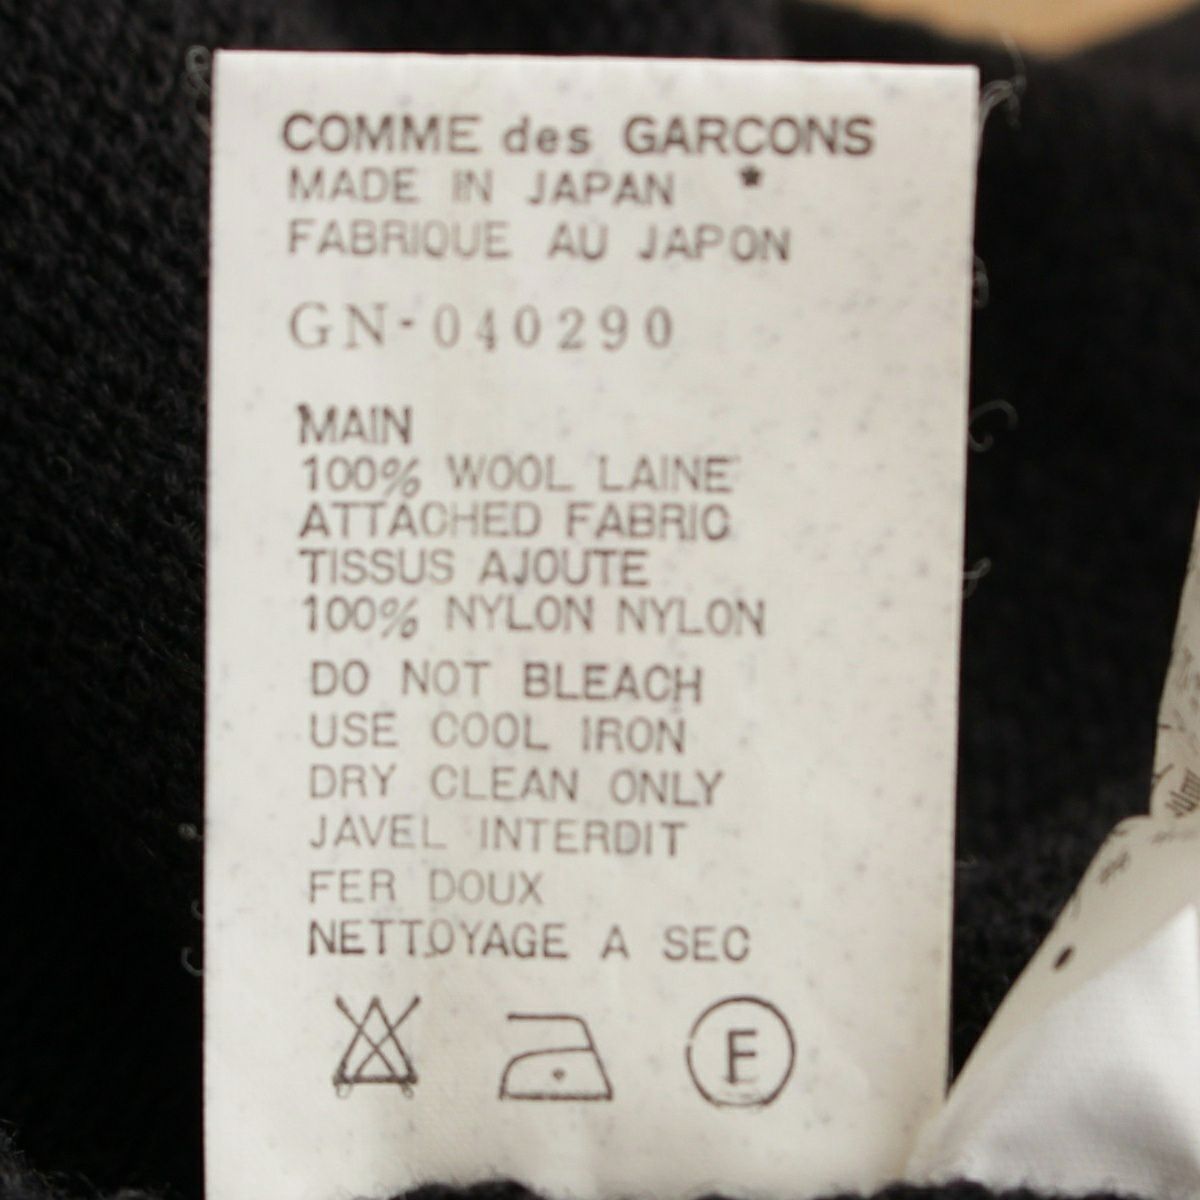 COMME des GARCONS
MADE IN JAPAN *
FABRIQUE AU JAPON
GN-040290
MAIN
100% WOOL LAINE
ATTACHED FABRIC
TISSUS AJOUTE
100% NYLON NYLON
DO NOT BLEACH
USE COOL IRON
DRY CLEAN ONLY
JAVEL INTERDIT
FER DOUX
NETTOYAGE A SEC
F